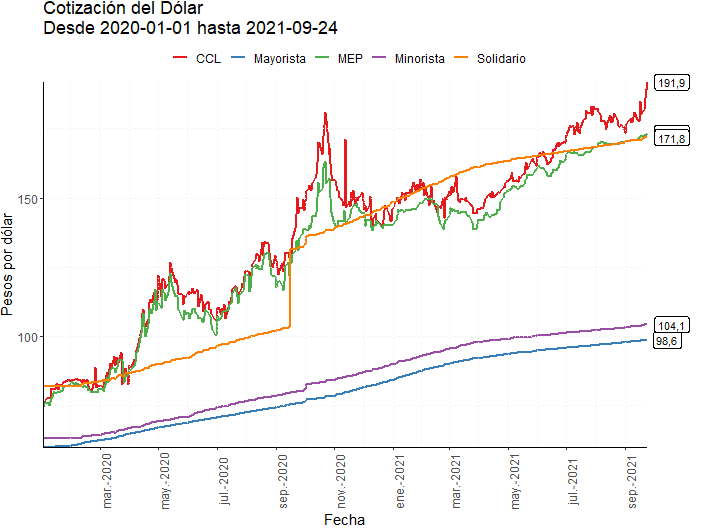 Cotización del Dólar
Desde 2020-01-01 hasta 2021-09-24
CCL Mayorista MEP Minorista Solidario
191,9
171,8
150
104,1
100
98,6
Pesos por dólar
mar.-2020 may.-2020 jul.-2020 sep.-2020 nov.-2020 ene.-2021 mar.-2021 may.-2021 jul.-2021 sep.-2021
Fecha